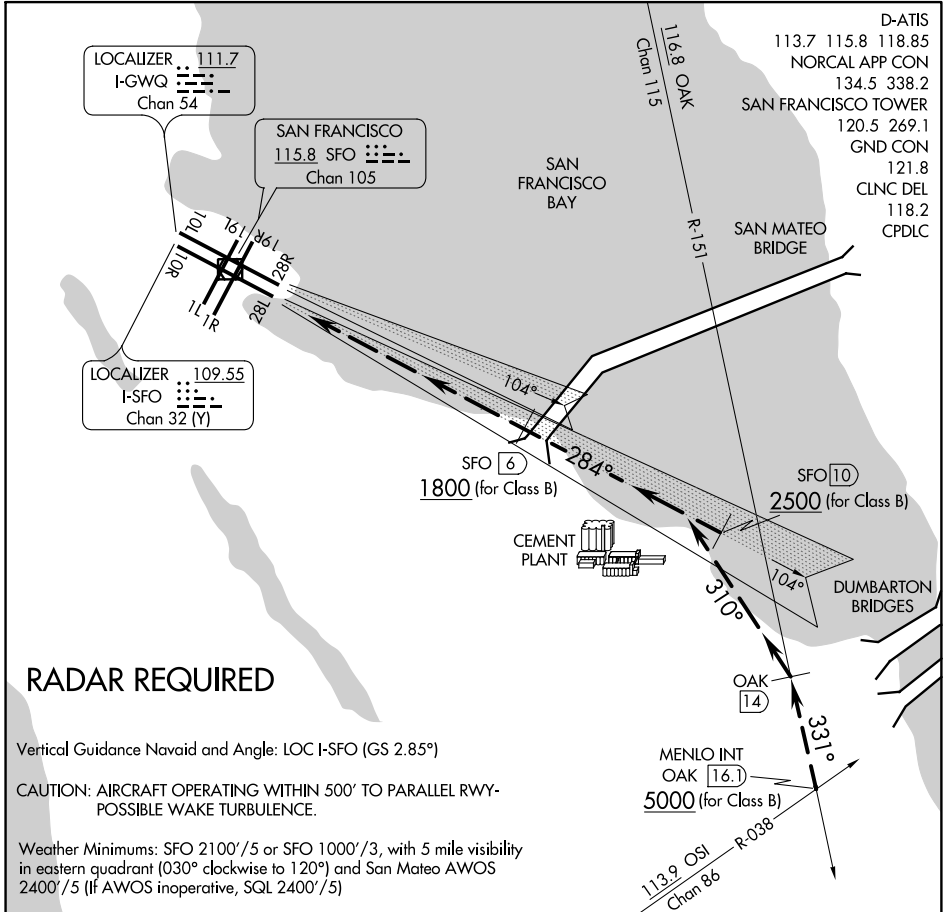 D-ATIS
113.7 115.8 118.85
NORCAL APP CON
134.5 338.2
SAN FRANCISCO TOWER
120.5 269.1
GND CON
121.8
CLNC DEL
118.2
CPDLC
LOCALIZER 111.7
I-GWQ
Chan 54
SAN FRANCISCO
115.8 SFO
Chan 105
116.8 OAK
Chan 115
SAN
FRANCISCO
BAY
R-151
SAN MATEO
BRIDGE
10L
10R
19L
19R
28R
28L
1L
1R
LOCALIZER 109.55
I-SFO
Chan 32 (Y)
104°
284°
SFO 6
1800 (for Class B)
SFO 10
2500 (for Class B)
CEMENT
PLANT
104°
310°
DUMBARTON
BRIDGES
RADAR REQUIRED
OAK
14
331°
MENLO INT
OAK 16.1
5000 (for Class B)
R-038
113.9 OSI
Chan 86
Vertical Guidance Navaid and Angle: LOC I-SFO (GS 2.85°)
CAUTION: AIRCRAFT OPERATING WITHIN 500' TO PARALLEL RWY-
POSSIBLE WAKE TURBULENCE.
Weather Minimums: SFO 2100'/5 or SFO 1000'/3, with 5 mile visibility
in eastern quadrant (030° clockwise to 120°) and San Mateo AWOS
2400'/5 (If AWOS inoperative, SQL 2400'/5)